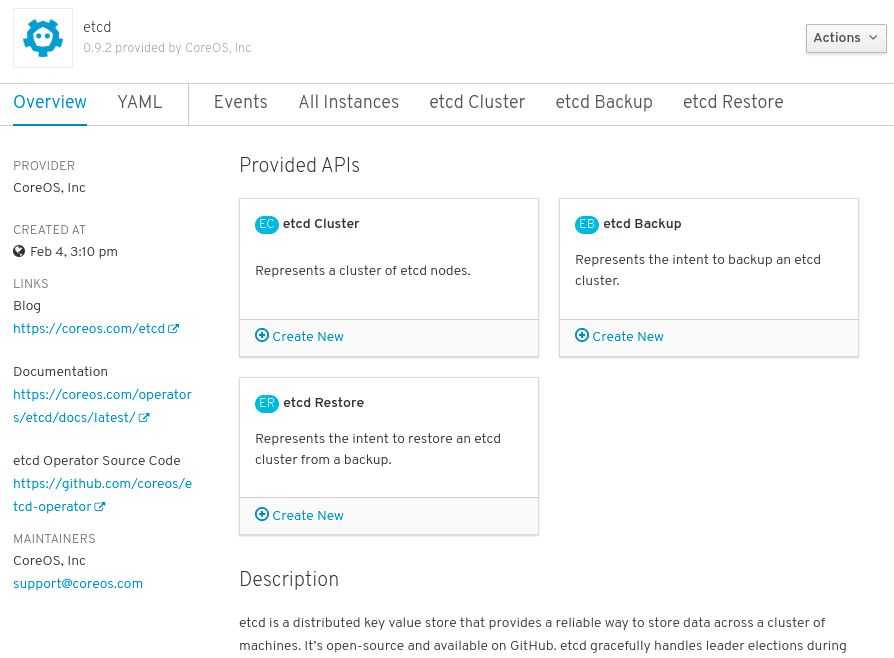 etcd
0.9.2 provided by CoreOS, Inc
Actions
Overview YAML Events All Instances etcd Cluster etcd Backup etcd Restore
PROVIDER
CoreOS, Inc
CREATED AT
Feb 4, 3:10 pm
LINKS
Blog
https://coreos.com/etcd
Documentation
https://coreos.com/operator
s/etcd/docs/latest/
etcd Operator Source Code
https://github.com/coreos/e
tcd-operator
MAINTAINERS
CoreOS, Inc
support@coreos.com
Provided APIs
EC etcd Cluster
Represents a cluster of etcd nodes.
Create New
EB etcd Backup
Represents the intent to backup an etcd
cluster.
Create New
ER etcd Restore
Represents the intent to restore an etcd
cluster from a backup.
Create New
Description
etcd is a distributed key value store that provides a reliable way to store data across a cluster of
machines. It's open-source and available on GitHub. etcd gracefully handles leader elections during